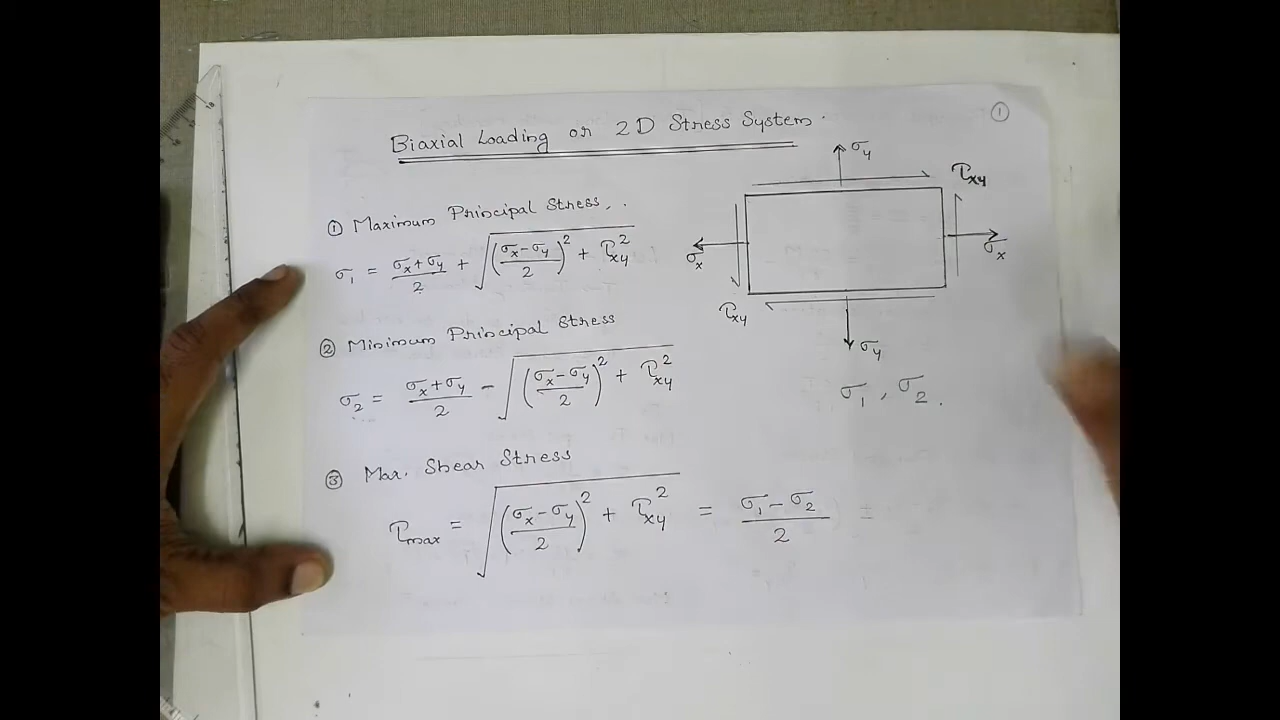 ①
Biaxial Loading or 2D Stress System.
① Maximum Principal Stress,.
σ₁ = (σx + σy)/2 + √(((σx − σy)/2)² + τxy²)
② Minimum Principal Stress
σ₂ = (σx + σy)/2 − √(((σx − σy)/2)² + τxy²)
③ Max. Shear Stress
τmax = √(((σx − σy)/2)² + τxy²) = (σ₁ − σ₂)/2 =
σy
τxy
σx
σx
τxy
σy
σ₁, σ₂.